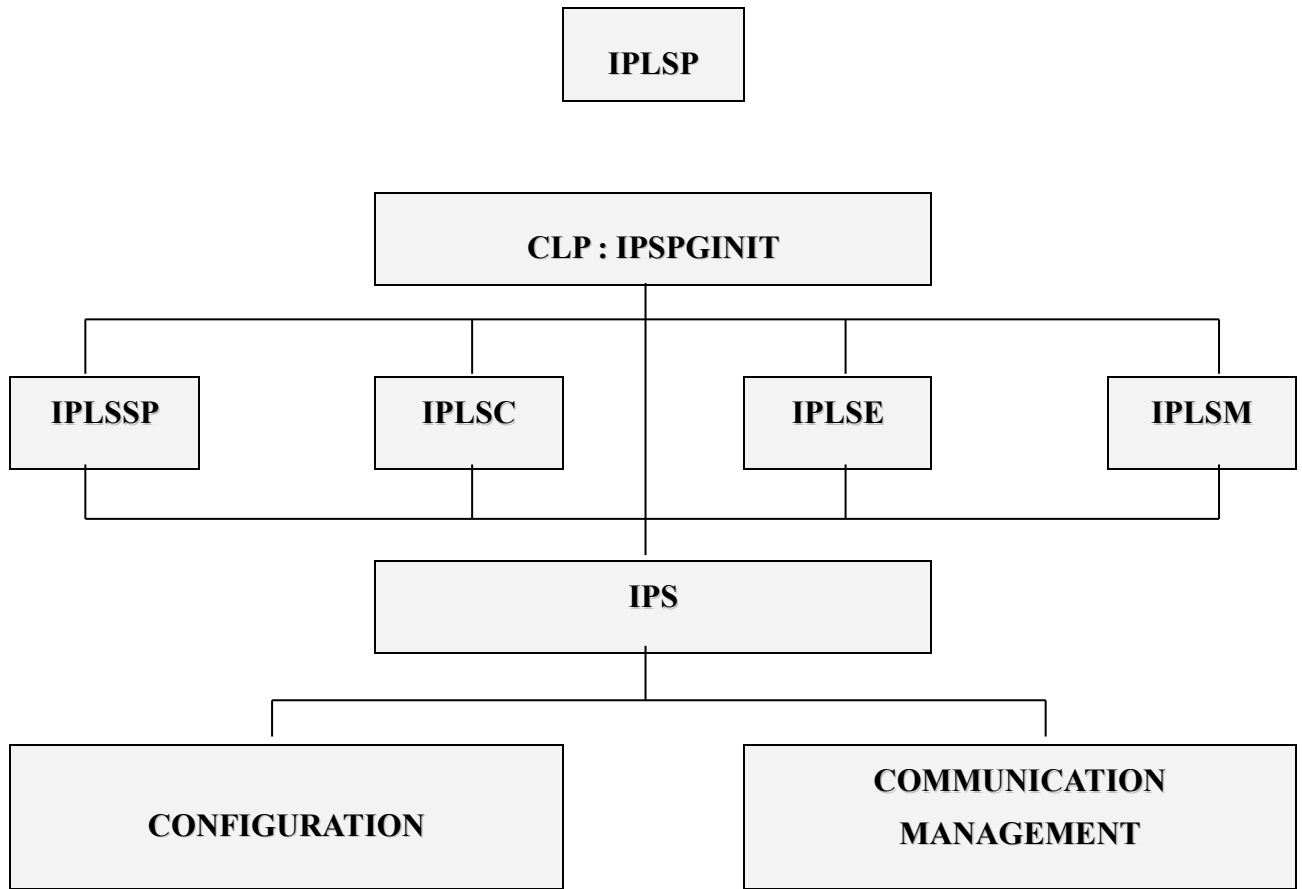 IPLSP
CLP : IPSPGINIT
IPLSSP IPLSC IPLSE IPLSM
IPS
CONFIGURATION
COMMUNICATION
MANAGEMENT